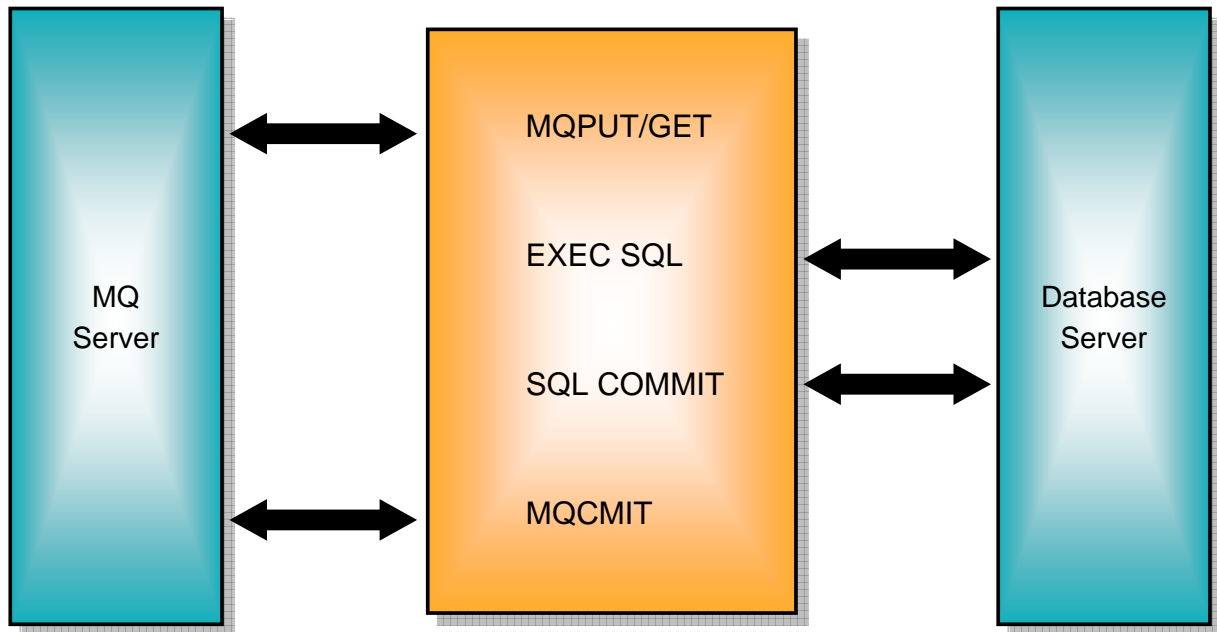 MQ
Server
MQPUT/GET
EXEC SQL
SQL COMMIT
MQCMIT
Database
Server